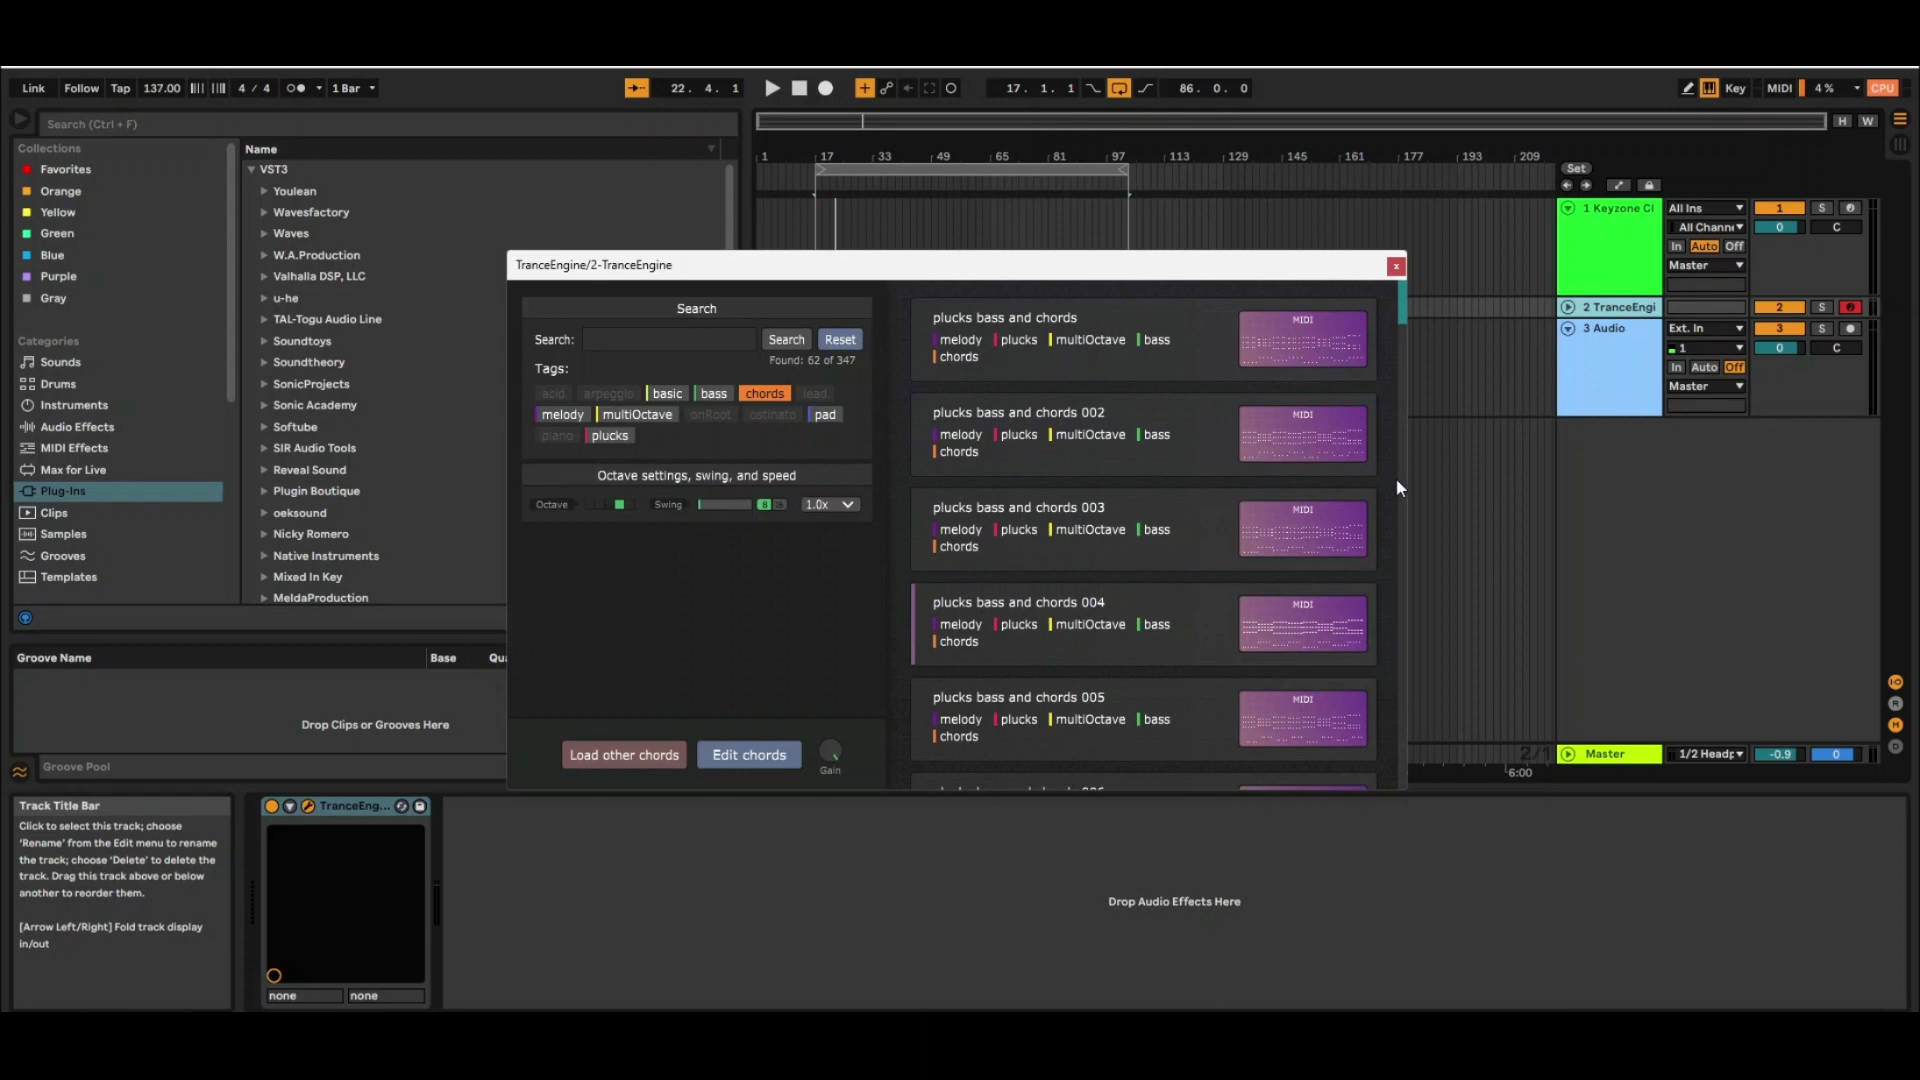 Link Follow Tap 137.00 4 / 4 1 Bar 22. 4. 1 17. 1. 1 86. 0. 0 Key MIDI 4 % CPU
Search (Ctrl + F)
H W
Collections
Favorites
Orange
Yellow
Green
Blue
Purple
Gray
Categories
Sounds
Drums
Instruments
Audio Effects
MIDI Effects
Max for Live
Plug-Ins
Clips
Samples
Grooves
Templates
Name
VST3
Youlean
Wavesfactory
Waves
W.A.Production
Valhalla DSP, LLC
u-he
TAL-Togu Audio Line
Soundtoys
Soundtheory
SonicProjects
Sonic Academy
Softube
SIR Audio Tools
Reveal Sound
Plugin Boutique
oeksound
Nicky Romero
Native Instruments
Mixed In Key
MeldaProduction
1 17 33 49 65 81 97 113 129 145 161 177 193 209
Set
1 Keyzone Cl All Ins 1 S
All Channe 0 C
In Auto Off
Master
2 TranceEngi 2 S
3 Audio Ext. In 3 S
1 0 C
In Auto Off
Master
TranceEngine/2-TranceEngine x
Search
Search: Search Reset
Found: 62 of 347
Tags:
acid arpeggio basic bass chords lead
melody multiOctave onRoot ostinato pad
piano plucks
Octave settings, swing, and speed
Octave Swing 8 1.0x
Load other chords Edit chords
Gain
plucks bass and chords MIDI
melody plucks multiOctave bass
chords
plucks bass and chords 002 MIDI
melody plucks multiOctave bass
chords
plucks bass and chords 003 MIDI
melody plucks multiOctave bass
chords
plucks bass and chords 004 MIDI
melody plucks multiOctave bass
chords
plucks bass and chords 005 MIDI
melody plucks multiOctave bass
chords
Groove Name Base Qua
Drop Clips or Grooves Here
Groove Pool
2/1 Master 1/2 Headp -0.9 0
6:00
Track Title Bar
Click to select this track; choose
'Rename' from the Edit menu to rename
the track; choose 'Delete' to delete the
track. Drag this track above or below
another to reorder them.
[Arrow Left/Right] Fold track display
in/out
TranceEng...
none none
Drop Audio Effects Here